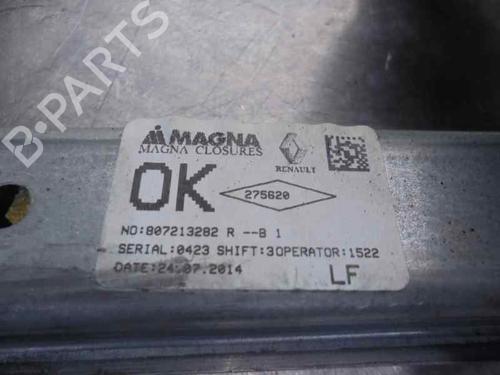 B-PARTS
MAGNA
MAGNA CLOSURES
RENAULT
OK
275620
NO:807213282 R --B 1
SERIAL:0423 SHIFT:3OPERATOR:1522
DATE:24.07.2014
LF